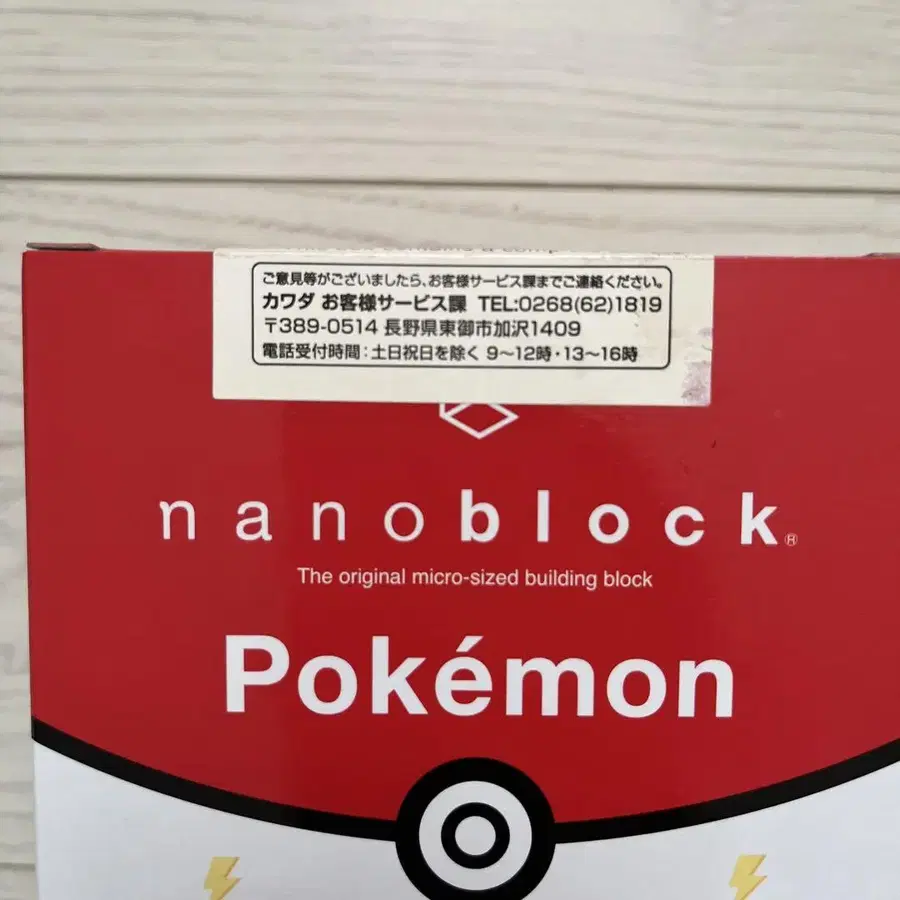 ご意見等がございましたら、お客様サービス課までご連絡ください。
カワダ お客様サービス課 TEL:0268(62)1819
〒389-0514 長野県東御市加沢1409
電話受付時間:土日祝日を除く 9~12時・13~16時
nanoblock®
The original micro-sized building block
Pokémon